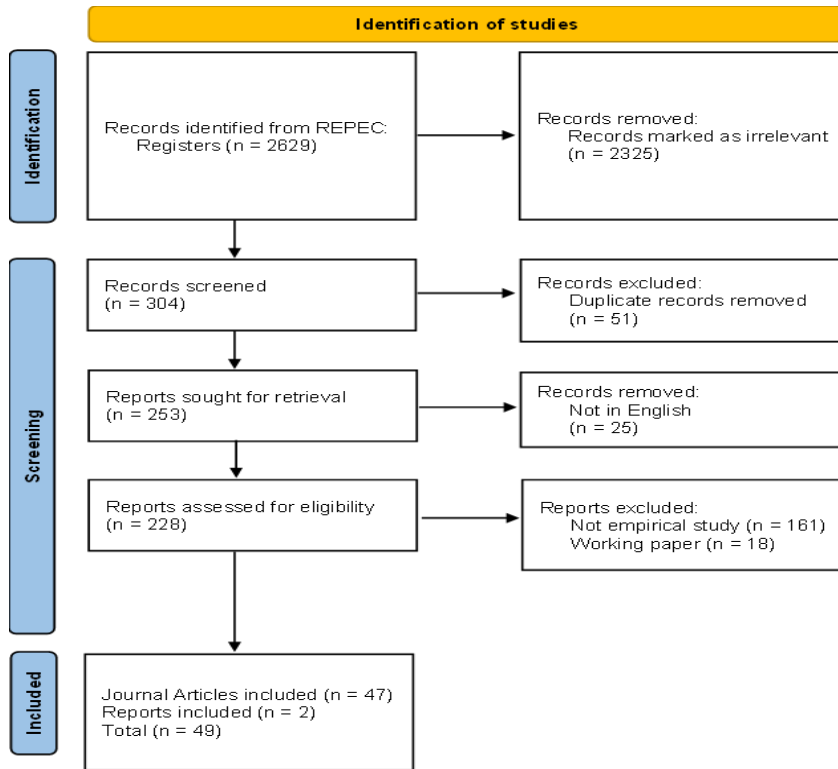 Identification of studies
Identification
Records identified from REPEC:
Registers (n = 2629)
Records removed:
Records marked as irrelevant
(n = 2325)
Screening
Records screened
(n = 304)
Records excluded:
Duplicate records removed
(n = 51)
Reports sought for retrieval
(n = 253)
Records removed:
Not in English
(n = 25)
Reports assessed for eligibility
(n = 228)
Reports excluded:
Not empirical study (n = 161)
Working paper (n = 18)
Included
Journal Articles included (n = 47)
Reports included (n = 2)
Total (n = 49)